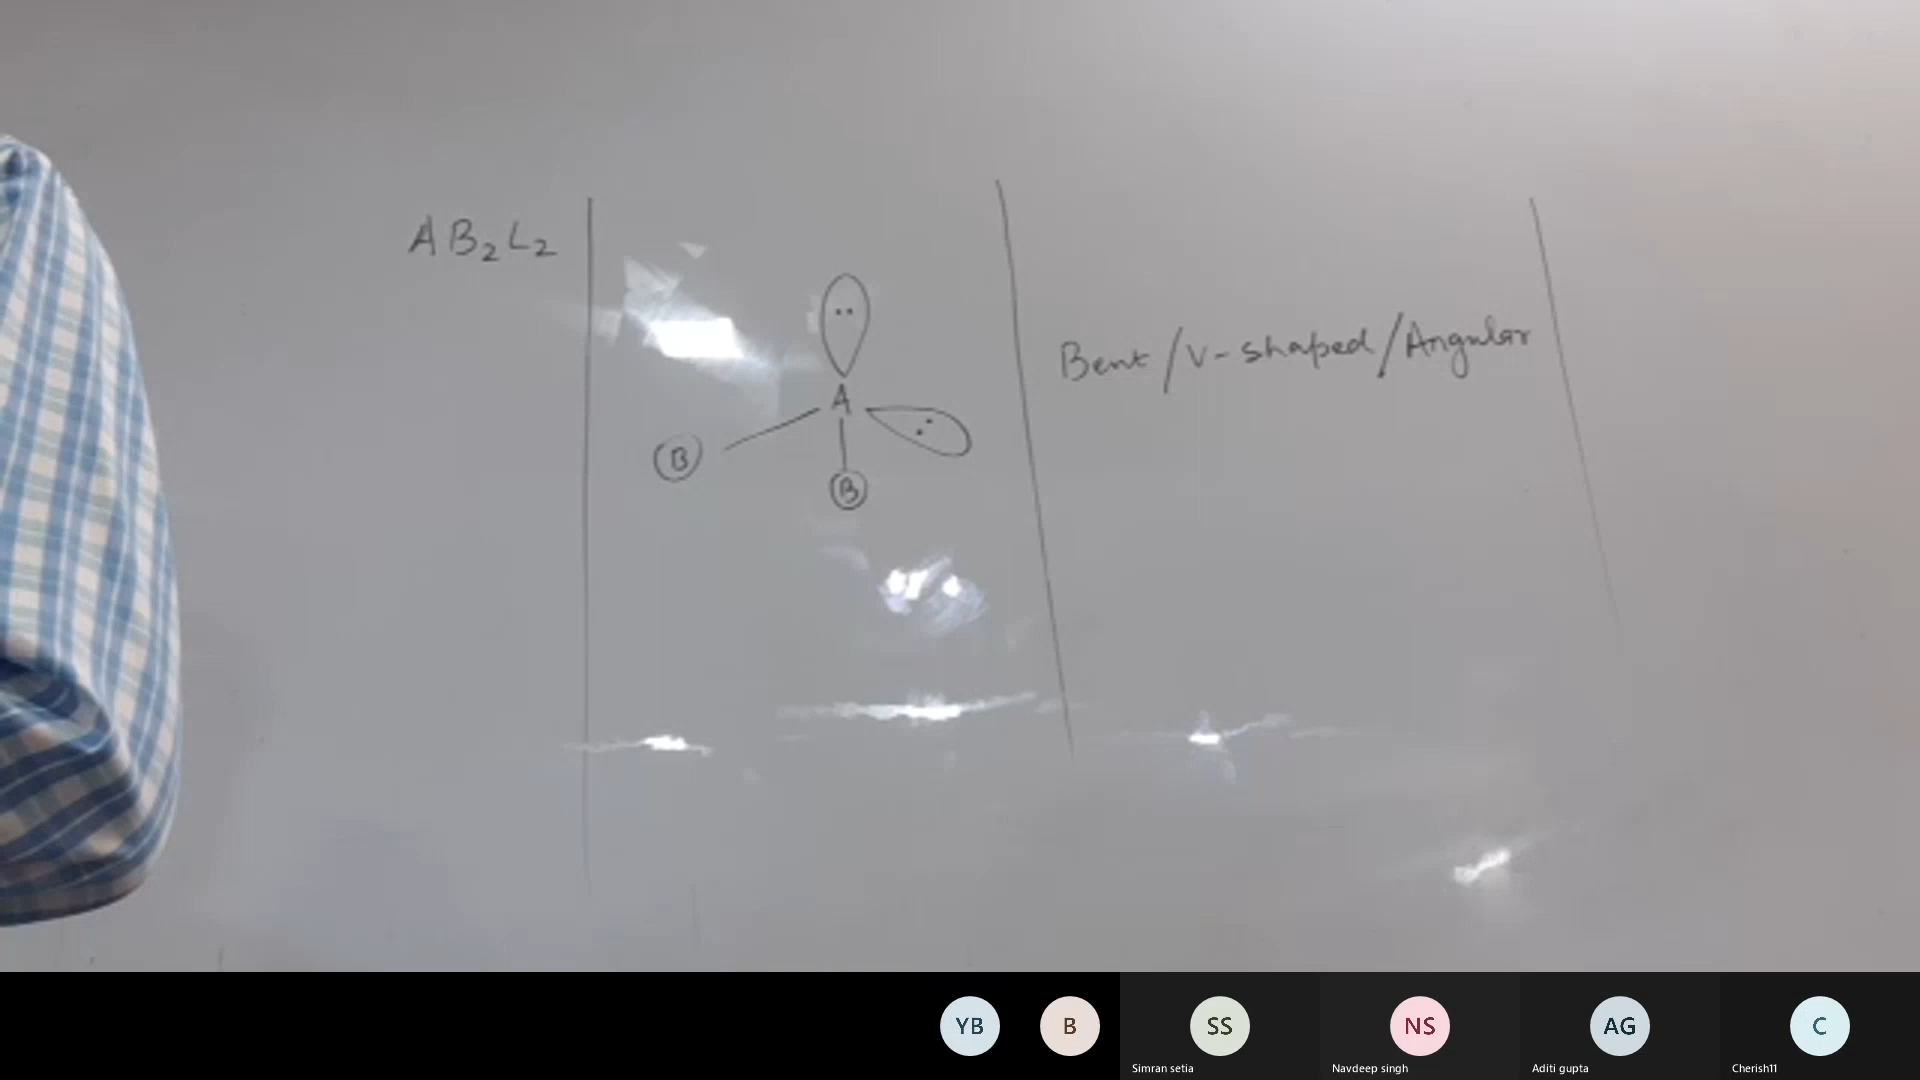 AB₂L₂
Bent / V-shaped / Angular
:
A
:
B
B
YB
B
SS
NS
AG
C
Simran setia
Navdeep singh
Aditi gupta
Cherish11